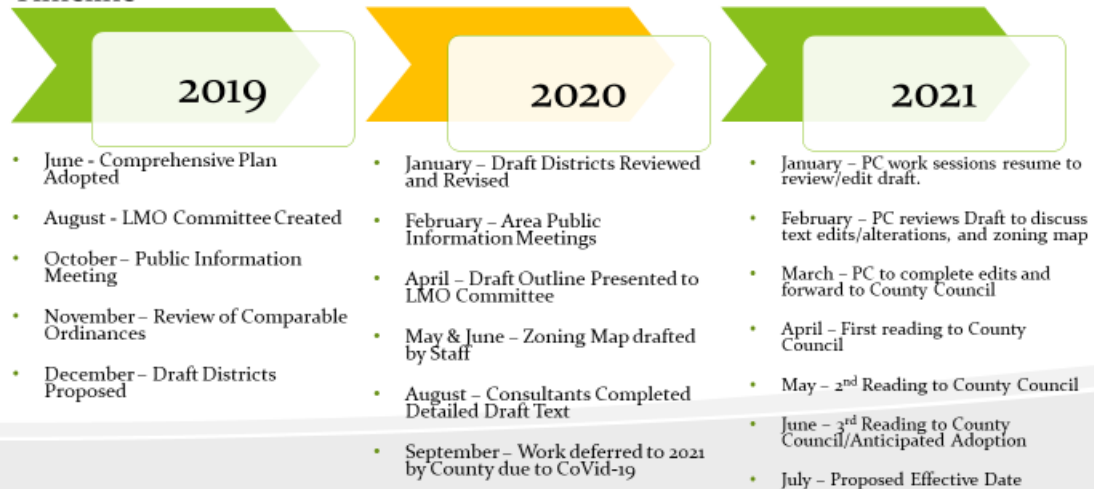 Timeline
2019
June - Comprehensive Plan
Adopted
August - LMO Committee Created
October – Public Information
Meeting
November – Review of Comparable
Ordinances
December – Draft Districts
Proposed
2020
January – Draft Districts Reviewed
and Revised
February – Area Public
Information Meetings
April – Draft Outline Presented to
LMO Committee
May & June – Zoning Map drafted
by Staff
August – Consultants Completed
Detailed Draft Text
September – Work deferred to 2021
by County due to CoVid-19
2021
January – PC work sessions resume to
review/edit draft.
February – PC reviews Draft to discuss
text edits/alterations, and zoning map
March – PC to complete edits and
forward to County Council
April – First reading to County
Council
May – 2nd Reading to County Council
June – 3rd Reading to County
Council/Anticipated Adoption
July – Proposed Effective Date